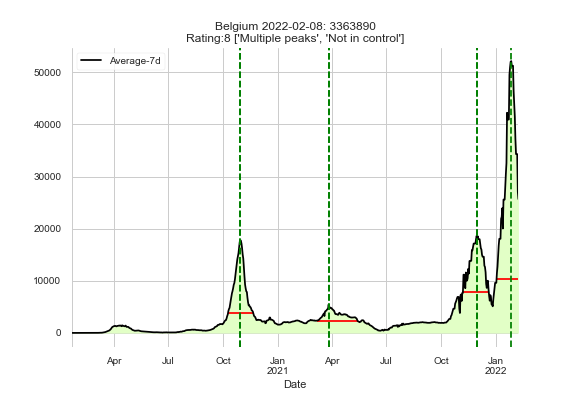 Belgium 2022-02-08: 3363890
Rating:8 ['Multiple peaks', 'Not in control']
Average-7d
50000
40000
30000
20000
10000
0
Apr Jul Oct Jan Apr Jul Oct Jan
2021 2022
Date